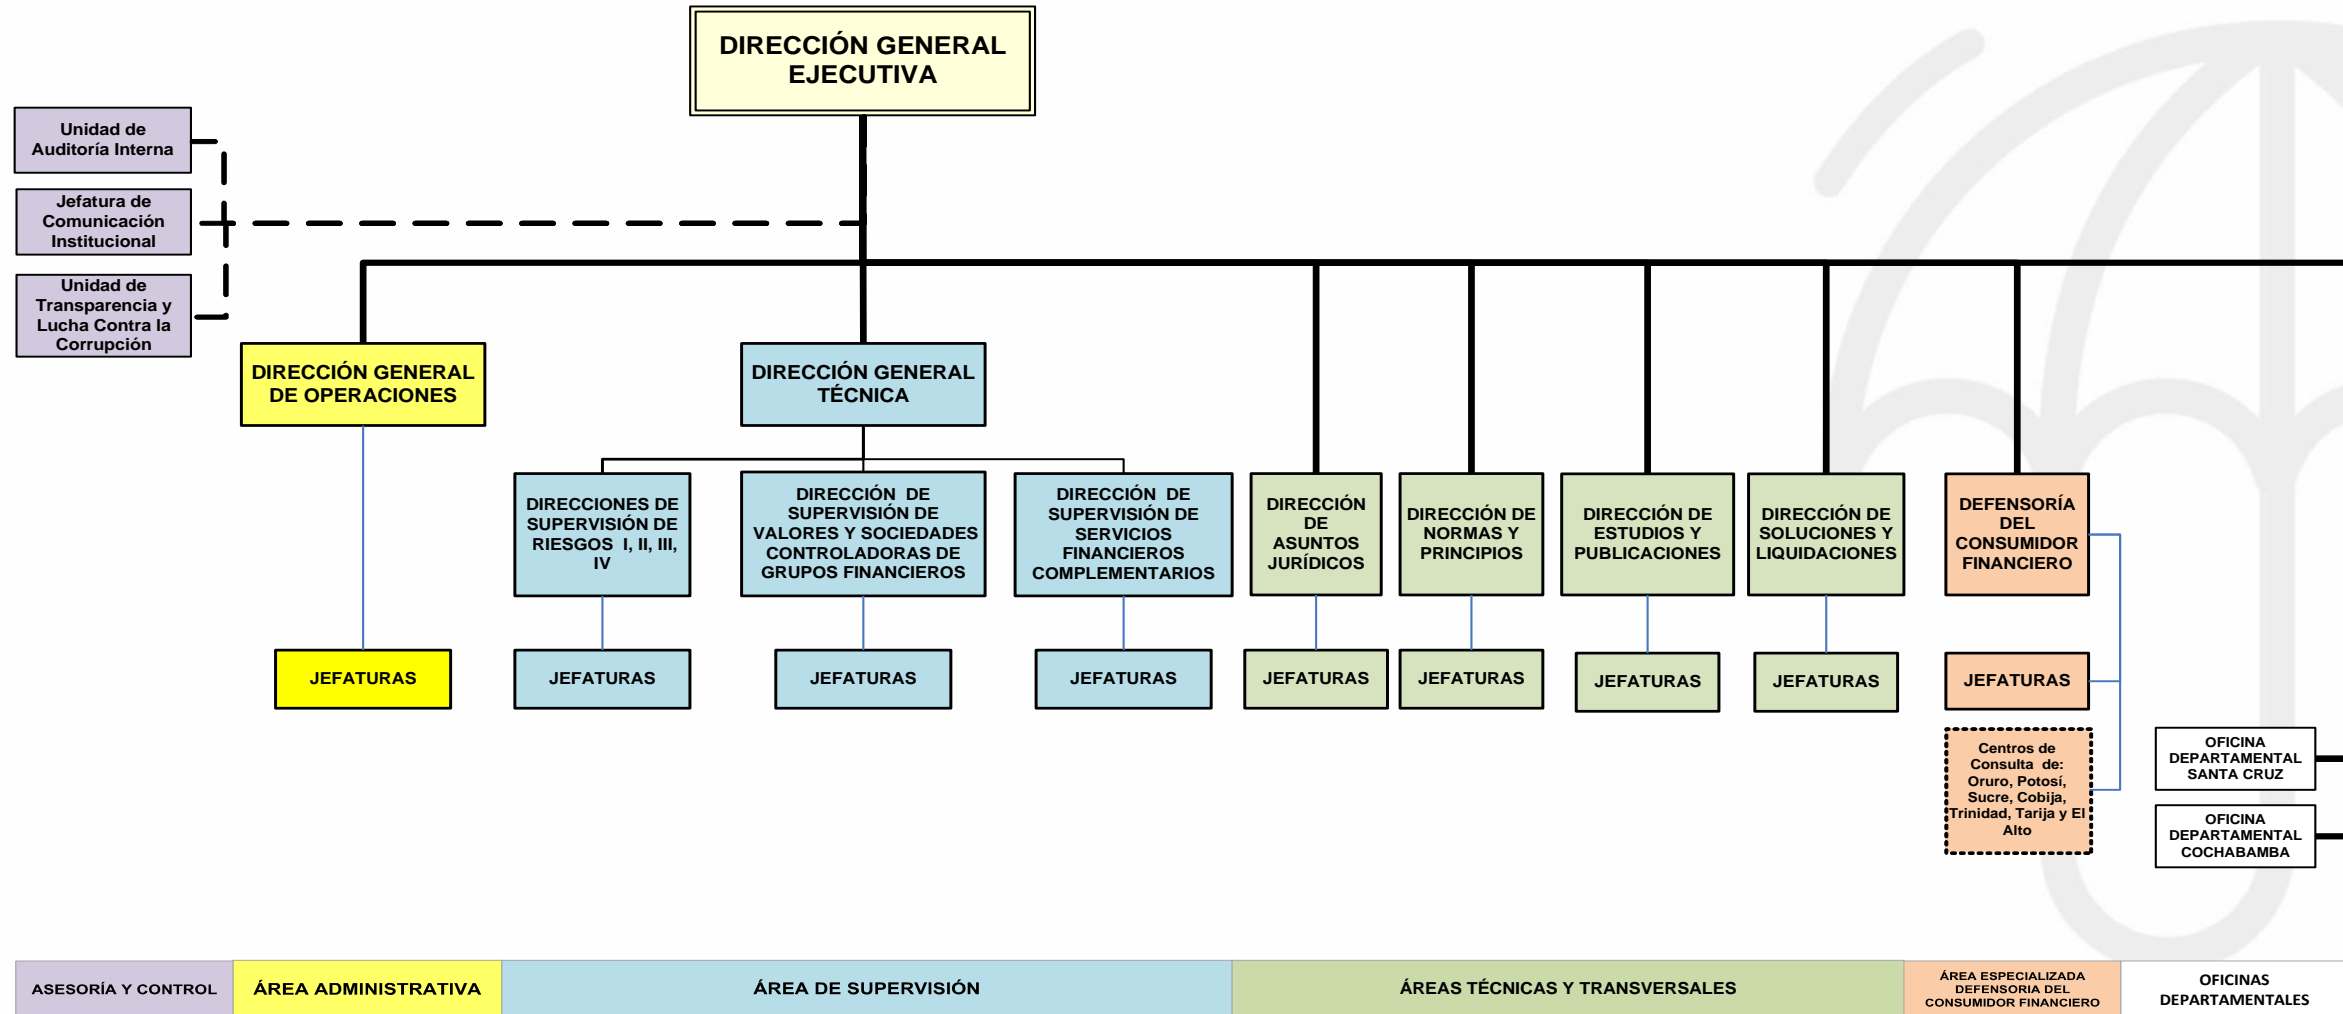 DIRECCIÓN GENERAL
EJECUTIVA
Unidad de
Auditoría Interna
Jefatura de
Comunicación
Institucional
Unidad de
Transparencia y
Lucha Contra la
Corrupción
DIRECCIÓN GENERAL
DE OPERACIONES
DIRECCIÓN GENERAL
TÉCNICA
DIRECCIONES DE
SUPERVISIÓN DE
RIESGOS I, II, III,
IV
DIRECCIÓN DE
SUPERVISIÓN DE
VALORES Y SOCIEDADES
CONTROLADORAS DE
GRUPOS FINANCIEROS
DIRECCIÓN DE
SUPERVISIÓN DE
SERVICIOS
FINANCIEROS
COMPLEMENTARIOS
DIRECCIÓN
DE
ASUNTOS
JURÍDICOS
DIRECCIÓN DE
NORMAS Y
PRINCIPIOS
DIRECCIÓN DE
ESTUDIOS Y
PUBLICACIONES
DIRECCIÓN DE
SOLUCIONES Y
LIQUIDACIONES
DEFENSORÍA
DEL
CONSUMIDOR
FINANCIERO
JEFATURAS
JEFATURAS
JEFATURAS
JEFATURAS
JEFATURAS
JEFATURAS
JEFATURAS
JEFATURAS
JEFATURAS
Centros de
Consulta de:
Oruro, Potosí,
Sucre, Cobija,
Trinidad, Tarija y El
Alto
OFICINA
DEPARTAMENTAL
SANTA CRUZ
OFICINA
DEPARTAMENTAL
COCHABAMBA
ASESORÍA Y CONTROL
ÁREA ADMINISTRATIVA
ÁREA DE SUPERVISIÓN
ÁREAS TÉCNICAS Y TRANSVERSALES
ÁREA ESPECIALIZADA
DEFENSORIA DEL
CONSUMIDOR FINANCIERO
OFICINAS
DEPARTAMENTALES